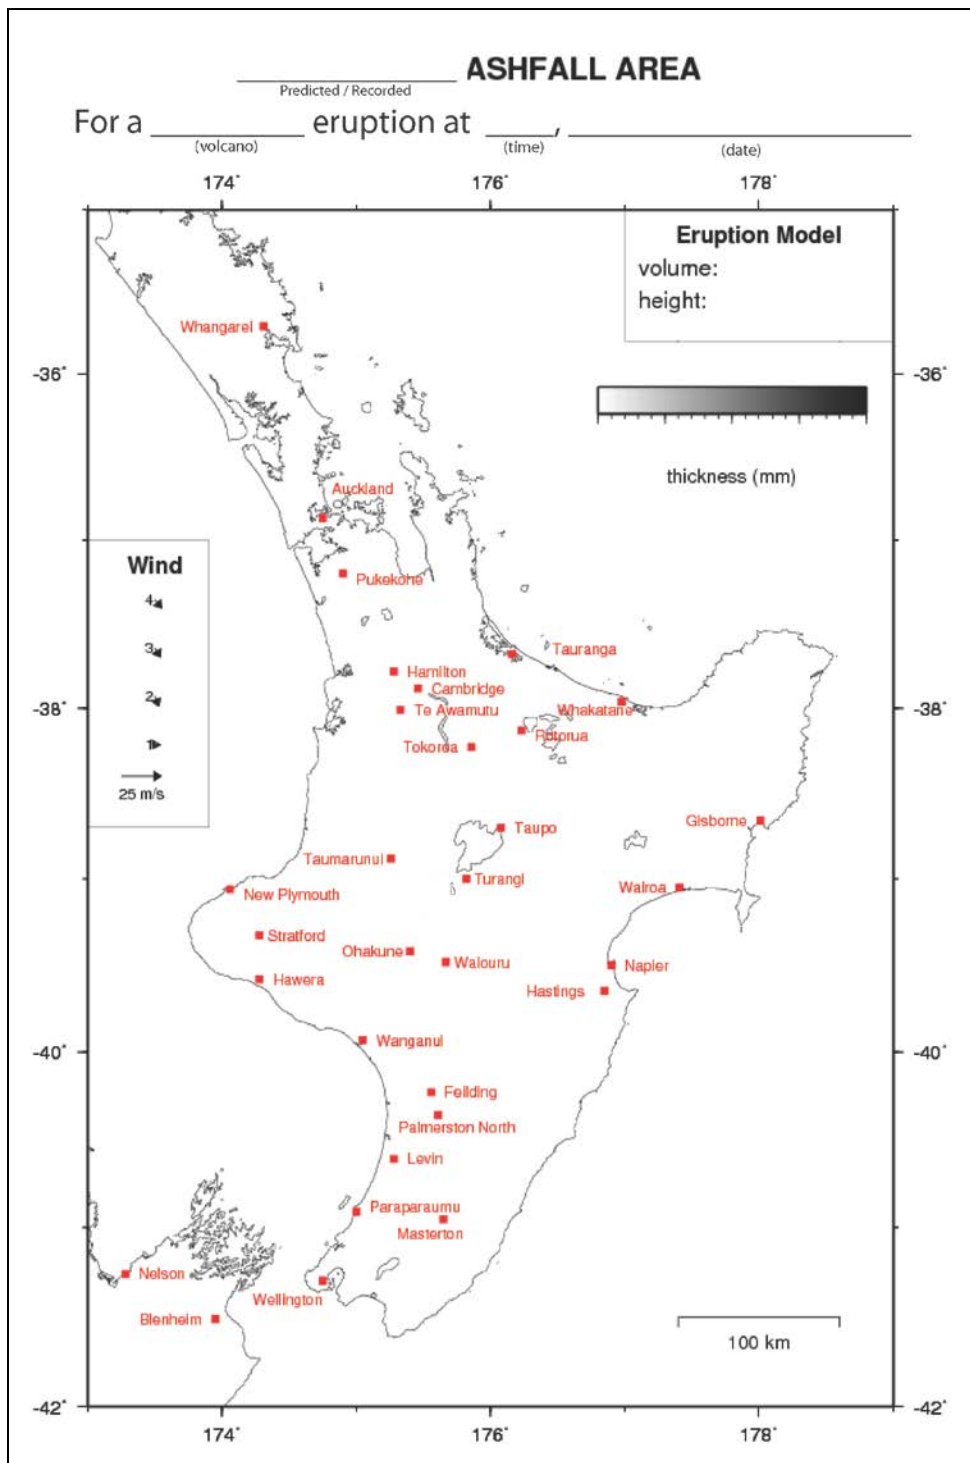 ASHFALL AREA
Predicted / Recorded
For a eruption at ,
(volcano) (time) (date)
174° 176° 178°
Eruption Model
volume:
height:
Whangarei
-36° -36°
thickness (mm)
Auckland
Wind
Pukekohe
4
3
Tauranga
Hamilton
Cambridge
2
-38° Te Awamutu Whakatane -38°
Rotorua
Tokoroa
1
25 m/s
Gisborne
Taupo
Taumarunui
Turangi
Wairoa
New Plymouth
Stratford
Ohakune
Waiouru
Napier
Hawera
Hastings
Wanganui
-40° -40°
Feilding
Palmerston North
Levin
Paraparaumu
Masterton
Nelson
Wellington
Blenheim
100 km
-42° -42°
174° 176° 178°